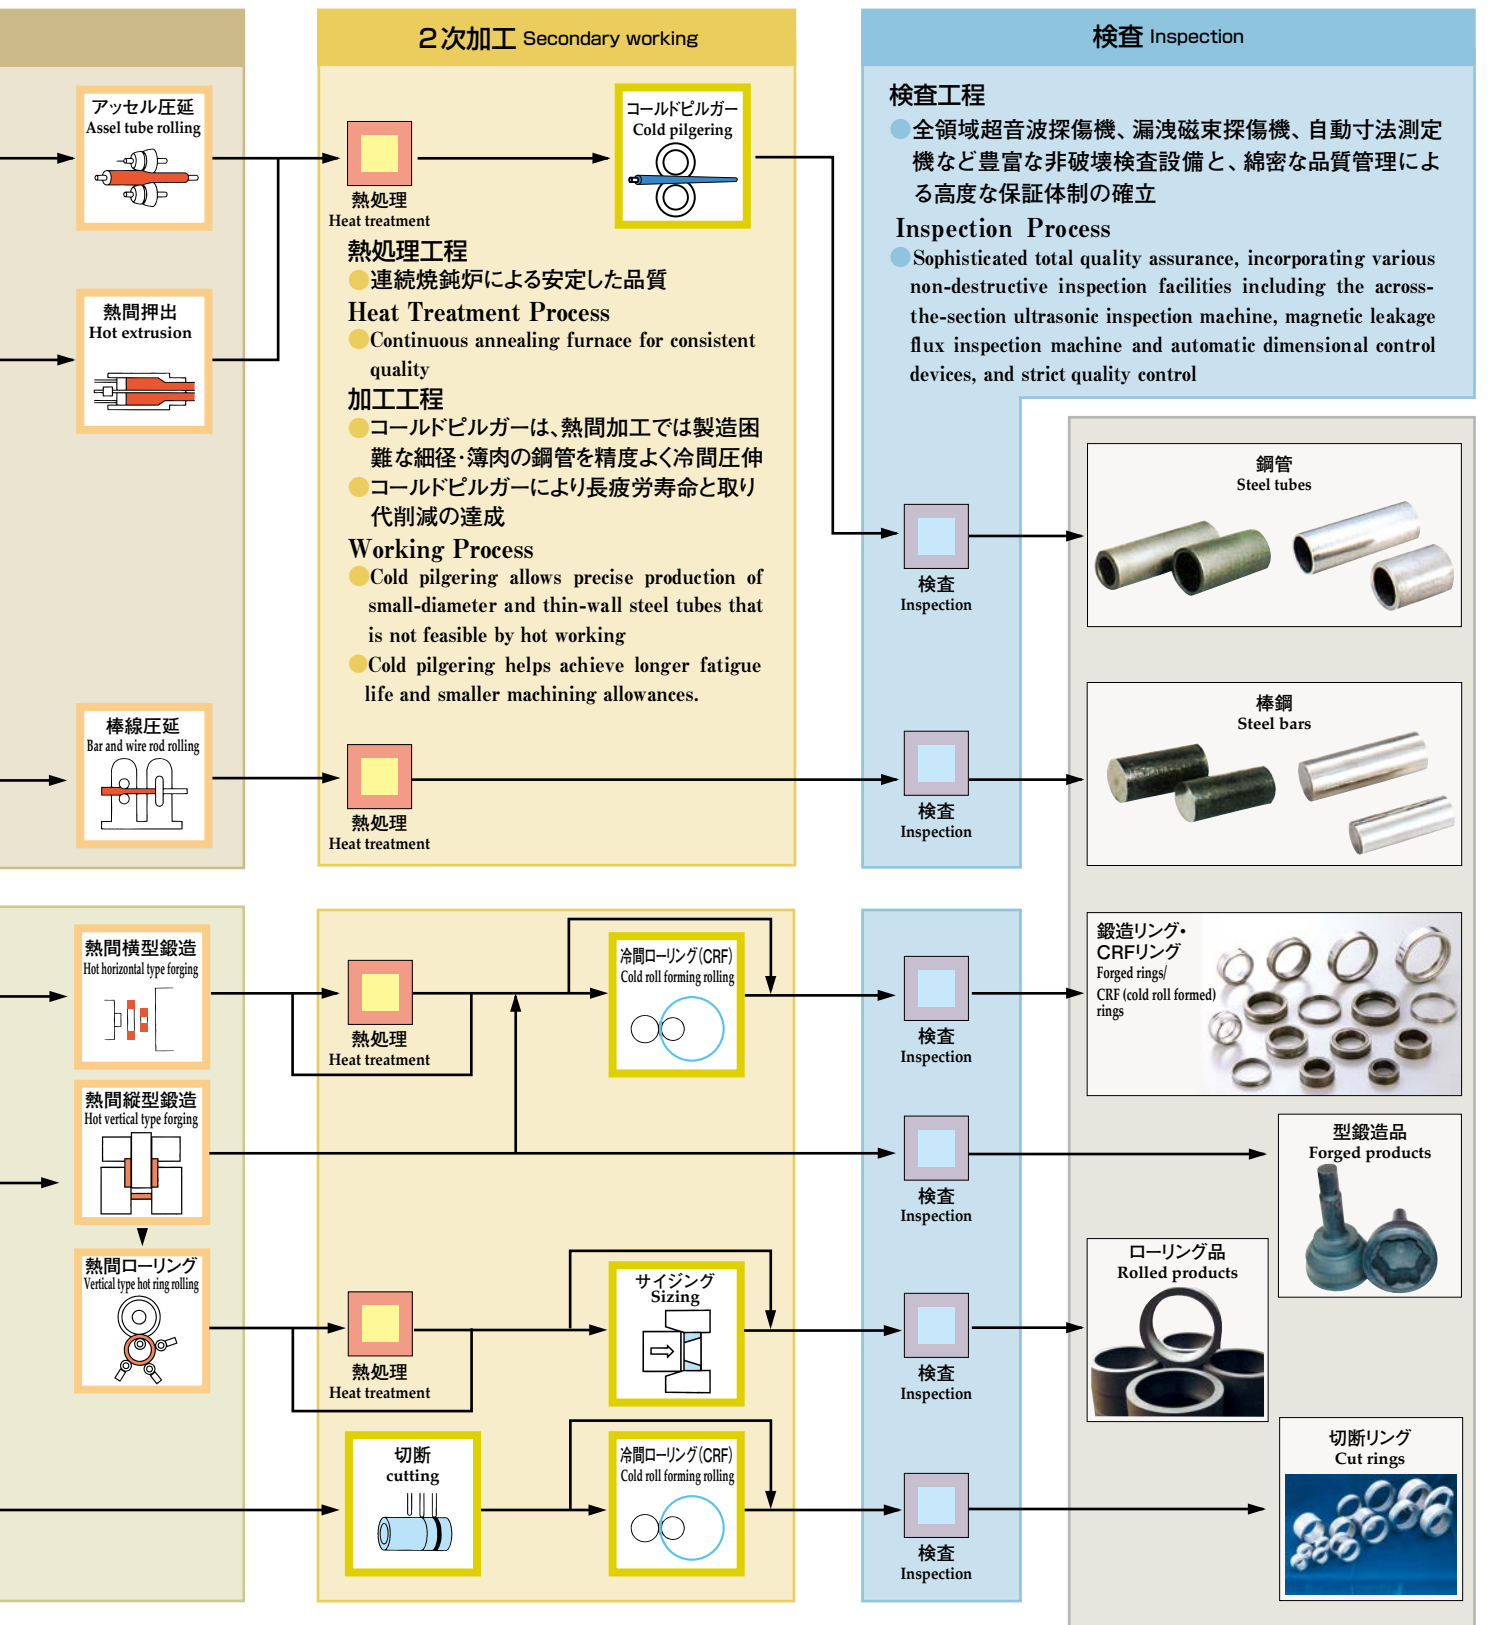 2次加工 Secondary working
検査 Inspection
アッセル圧延
Assel tube rolling
熱間押出
Hot extrusion
棒線圧延
Bar and wire rod rolling
熱処理
Heat treatment
コールドピルガー
Cold pilgering
熱処理工程
●連続焼鈍炉による安定した品質
Heat Treatment Process
●Continuous annealing furnace for consistent
quality
加工工程
●コールドピルガーは、熱間加工では製造困
難な細径・薄肉の鋼管を精度よく冷間圧伸
●コールドピルガーにより長疲労寿命と取り
代削減の達成
Working Process
●Cold pilgering allows precise production of
small-diameter and thin-wall steel tubes that
is not feasible by hot working
●Cold pilgering helps achieve longer fatigue
life and smaller machining allowances.
熱処理
Heat treatment
検査工程
●全領域超音波探傷機、漏洩磁束探傷機、自動寸法測定
機など豊富な非破壊検査設備と、綿密な品質管理によ
る高度な保証体制の確立
Inspection Process
●Sophisticated total quality assurance, incorporating various
non-destructive inspection facilities including the across-
the-section ultrasonic inspection machine, magnetic leakage
flux inspection machine and automatic dimensional control
devices, and strict quality control
検査
Inspection
鋼管
Steel tubes
検査
Inspection
棒鋼
Steel bars
熱間横型鍛造
Hot horizontal type forging
熱処理
Heat treatment
冷間ローリング(CRF)
Cold roll forming rolling
検査
Inspection
鍛造リング・
CRFリング
Forged rings/
CRF (cold roll formed)
rings
熱間縦型鍛造
Hot vertical type forging
検査
Inspection
型鍛造品
Forged products
熱間ローリング
Vertical type hot ring rolling
熱処理
Heat treatment
サイジング
Sizing
検査
Inspection
ローリング品
Rolled products
切断
cutting
冷間ローリング(CRF)
Cold roll forming rolling
検査
Inspection
切断リング
Cut rings